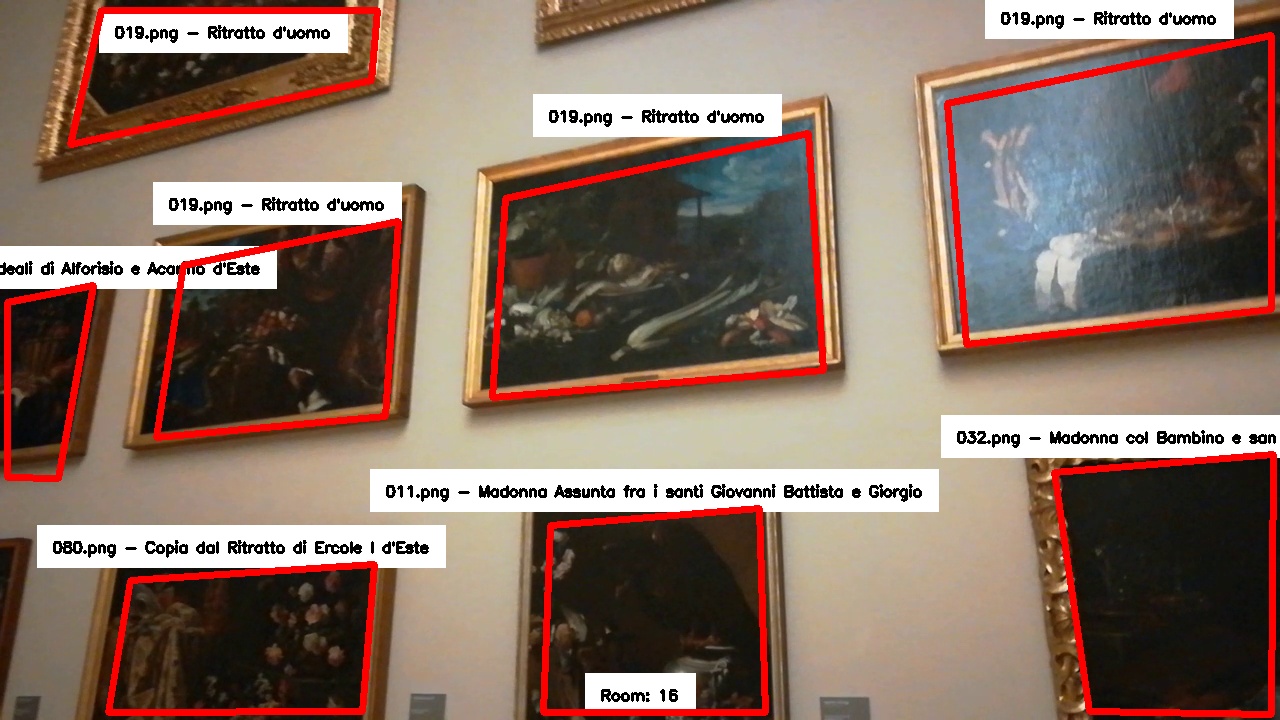 019.png - Ritratto d'uomo
019.png - Ritratto d'uomo
019.png - Ritratto d'uomo
019.png - Ritratto d'uomo
deali di Alforisio e Acarino d'Este
032.png - Madonna col Bambino e san
011.png - Madonna Assunta fra i santi Giovanni Battista e Giorgio
080.png - Copia dal Ritratto di Ercole I d'Este
Room: 16